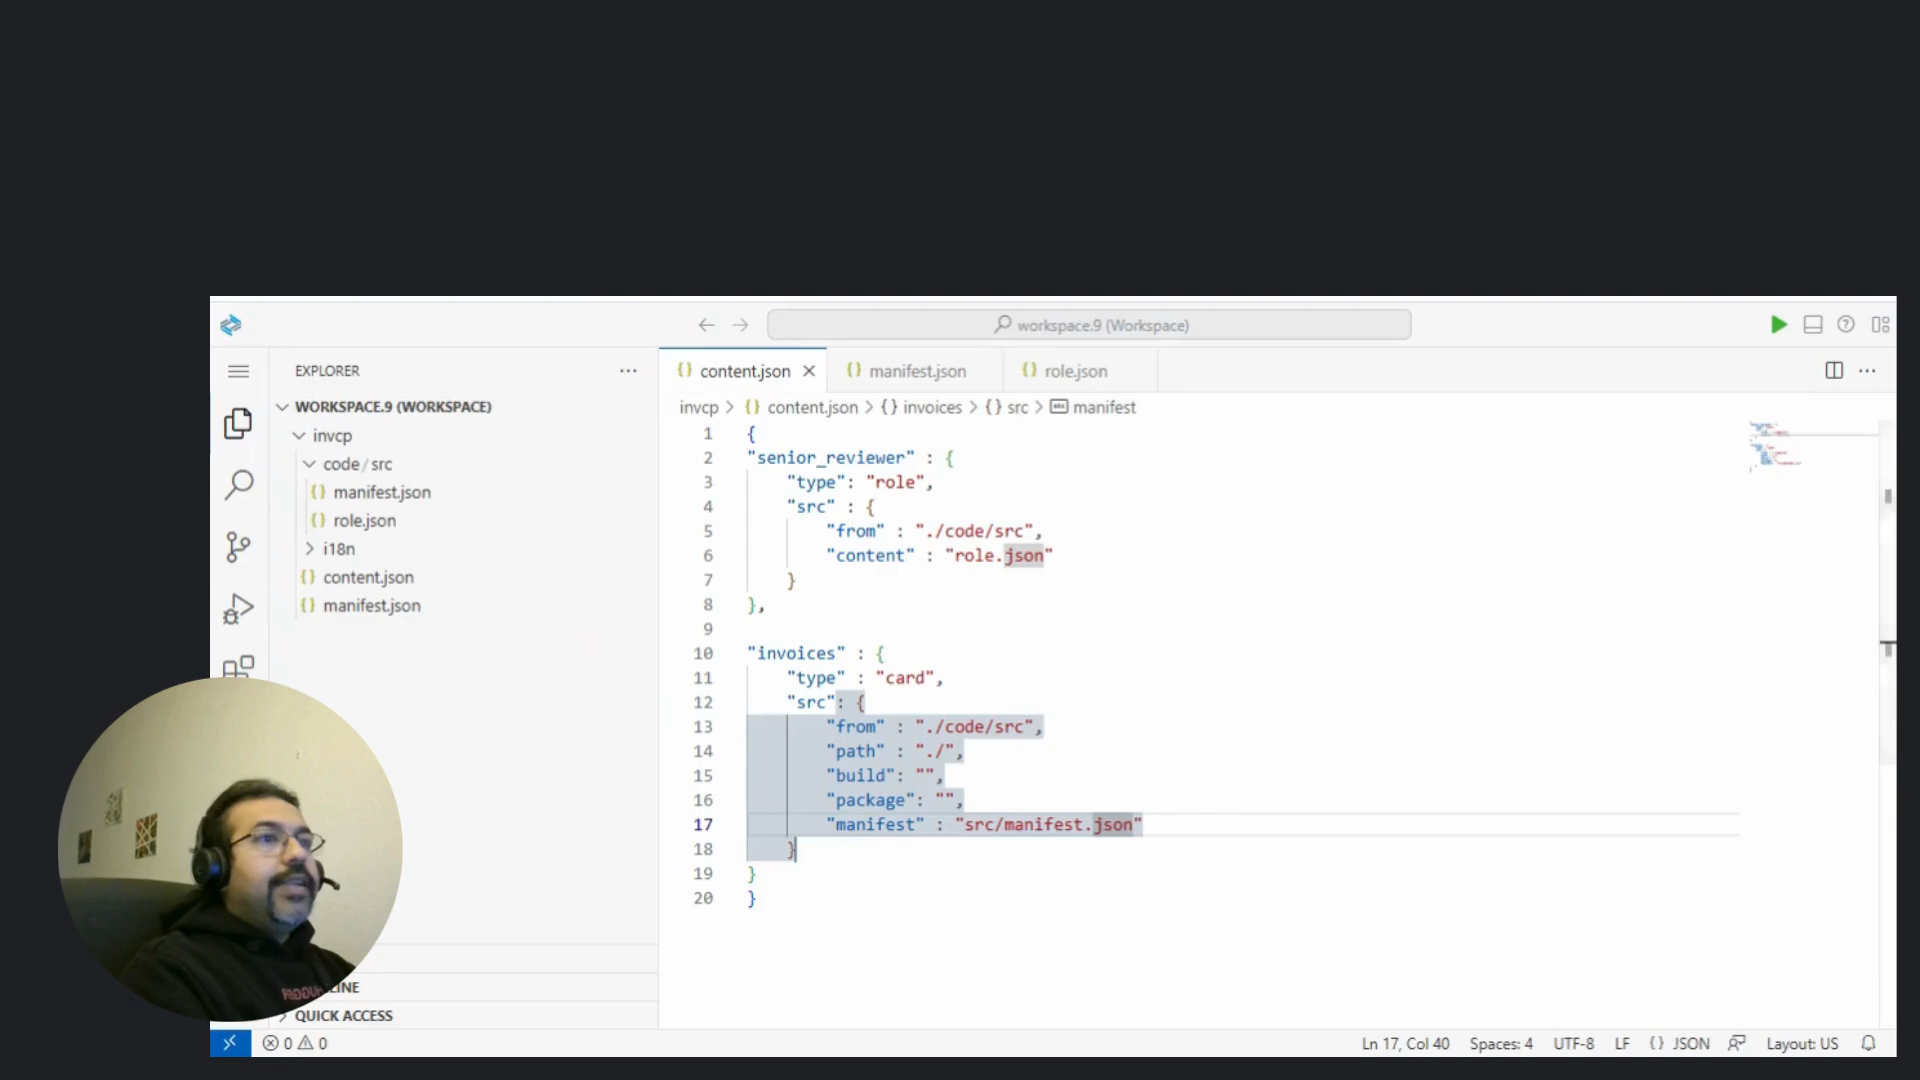 workspace.9 (Workspace)
EXPLORER
WORKSPACE.9 (WORKSPACE)
invcp
code/src
manifest.json
role.json
i18n
content.json
manifest.json
QUICK ACCESS
content.json
manifest.json
role.json
invcp > {} content.json > {} invoices > {} src > manifest
1 {
2 "senior_reviewer" : {
3 "type": "role",
4 "src" : {
5 "from" : "./code/src",
6 "content" : "role.json"
7 }
8 },
9
10 "invoices" : {
11 "type" : "card",
12 "src": {
13 "from" : "./code/src",
14 "path" : "./",
15 "build": "",
16 "package": "",
17 "manifest" : "src/manifest.json"
18 }
19 }
20 }
0 0
Ln 17, Col 40
Spaces: 4
UTF-8
LF
{} JSON
Layout: US